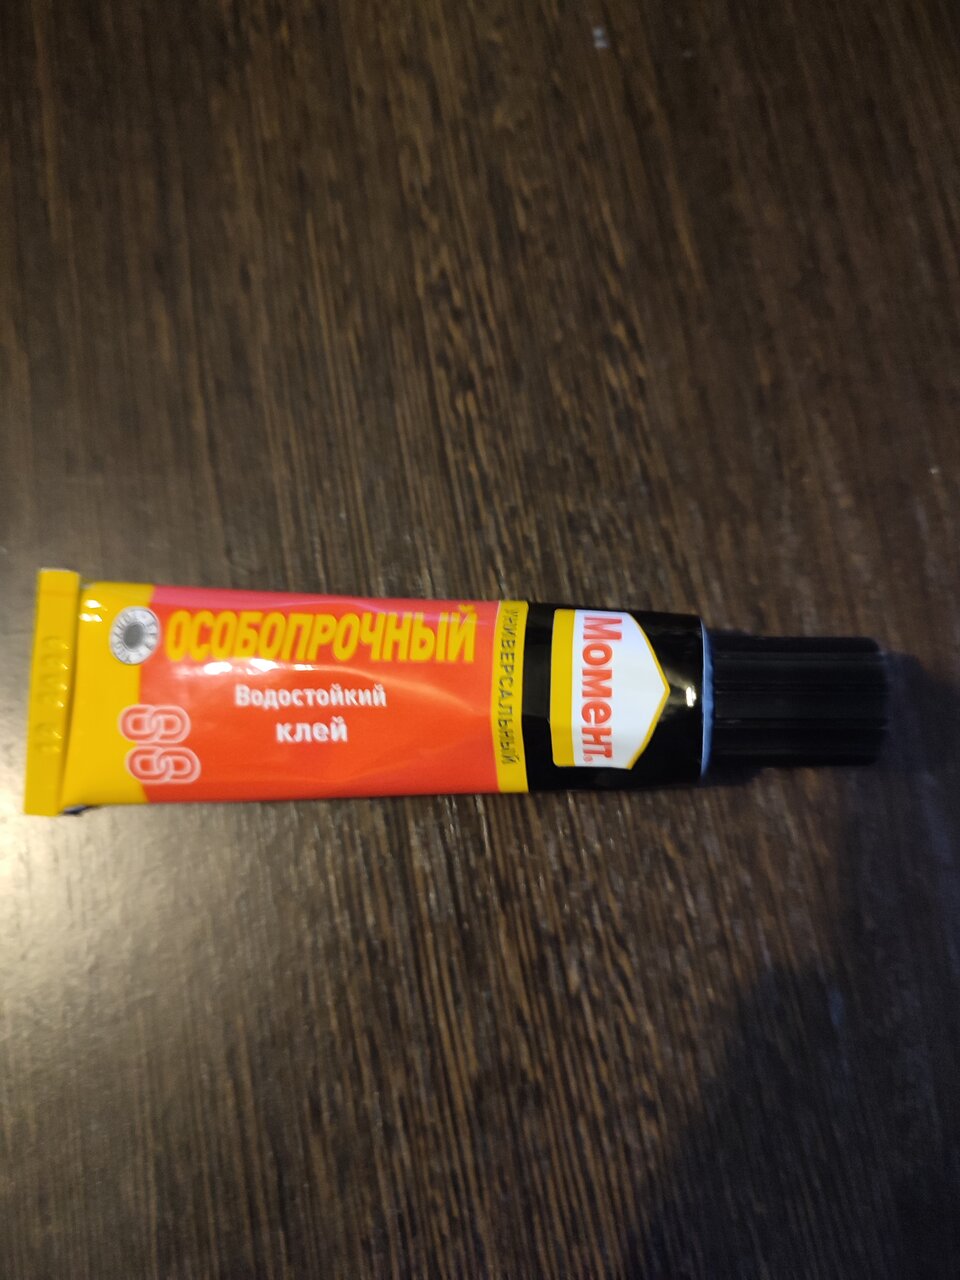 ОСОБОПРОЧНЫЙ
Водостойкий
клей
88
УНИВЕРСАЛЬНЫЙ
Момент®